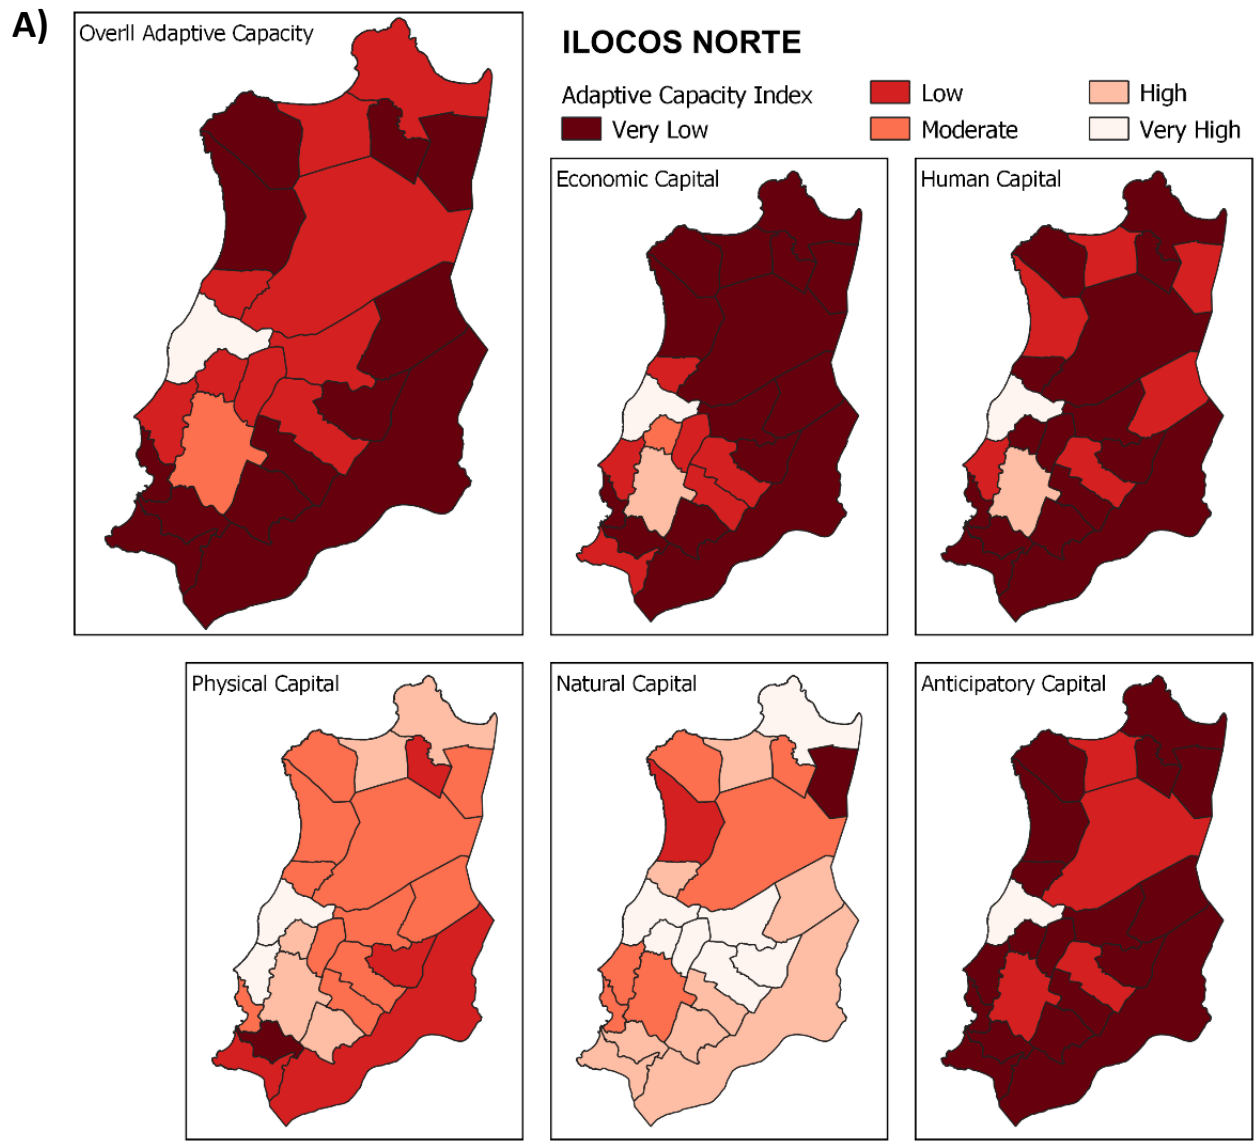 A)
Overll Adaptive Capacity
ILOCOS NORTE
Adaptive Capacity Index
Very Low
Low
Moderate
High
Very High
Economic Capital
Human Capital
Physical Capital
Natural Capital
Anticipatory Capital